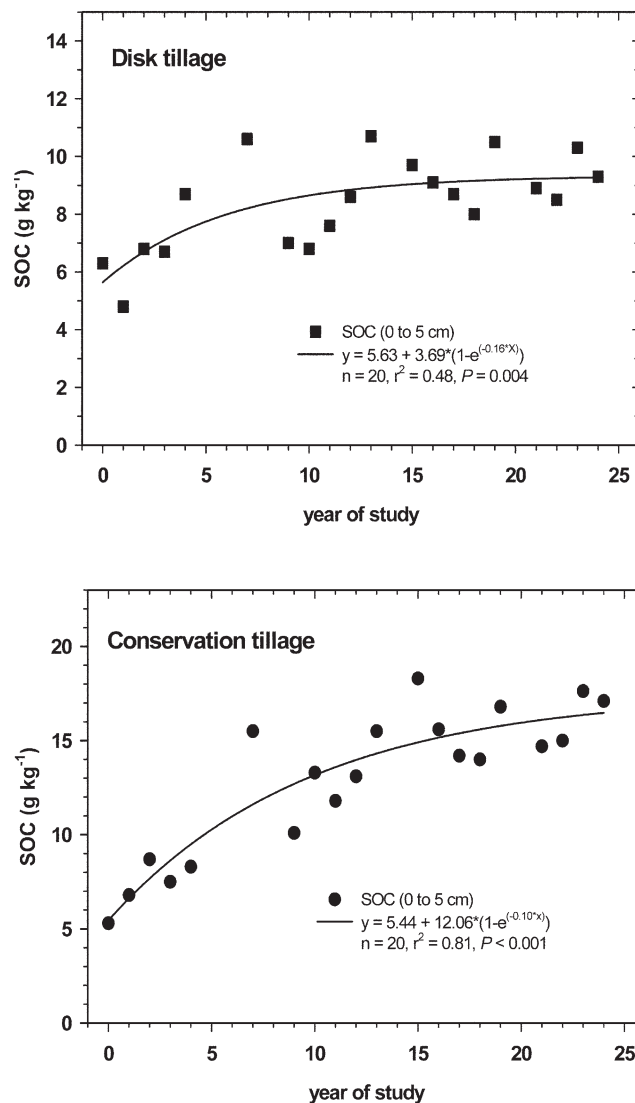 Disk tillage
SOC (g kg⁻¹)
14
12
10
8
6
4
2
0
SOC (0 to 5 cm)
y = 5.63 + 3.69*(1-e^(-0.16*X))
n = 20, r² = 0.48, P = 0.004
0 5 10 15 20 25
year of study
Conservation tillage
SOC (g kg⁻¹)
20
15
10
5
0
SOC (0 to 5 cm)
y = 5.44 + 12.06*(1-e^(-0.10*x))
n = 20, r² = 0.81, P < 0.001
0 5 10 15 20 25
year of study